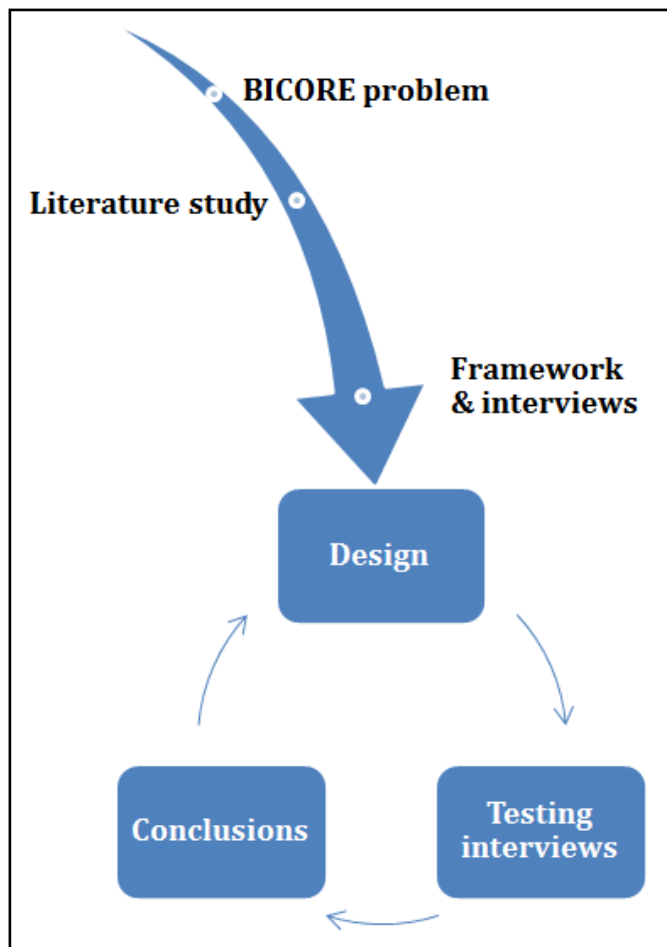 BICORE problem
Literature study
Framework
& interviews
Design
Testing
interviews
Conclusions